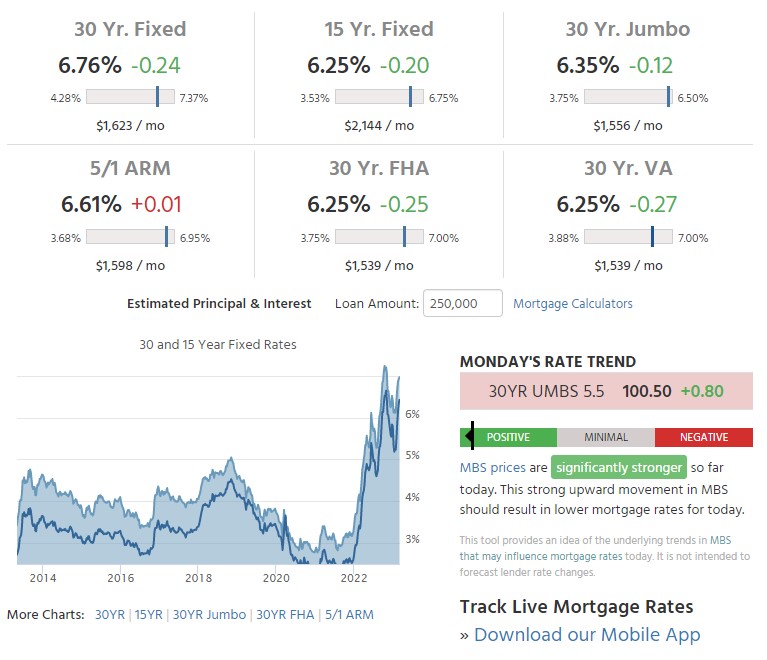 30 Yr. Fixed
6.76% -0.24
4.28% 7.37%
$1,623 / mo
15 Yr. Fixed
6.25% -0.20
3.53% 6.75%
$2,144 / mo
30 Yr. Jumbo
6.35% -0.12
3.75% 6.50%
$1,556 / mo
5/1 ARM
6.61% +0.01
3.68% 6.95%
$1,598 / mo
30 Yr. FHA
6.25% -0.25
3.75% 7.00%
$1,539 / mo
30 Yr. VA
6.25% -0.27
3.88% 7.00%
$1,539 / mo
Estimated Principal & Interest Loan Amount: 250,000 Mortgage Calculators
30 and 15 Year Fixed Rates
6%
5%
4%
3%
2014 2016 2018 2020 2022
More Charts: 30YR | 15YR | 30YR Jumbo | 30YR FHA | 5/1 ARM
MONDAY'S RATE TREND
30YR UMBS 5.5 100.50 +0.80
POSITIVE MINIMAL NEGATIVE
MBS prices are significantly stronger so far
today. This strong upward movement in MBS
should result in lower mortgage rates for today.
This tool provides an idea of the underlying trends in MBS
that may influence mortgage rates today. It is not intended to
forecast lender rate changes.
Track Live Mortgage Rates
» Download our Mobile App